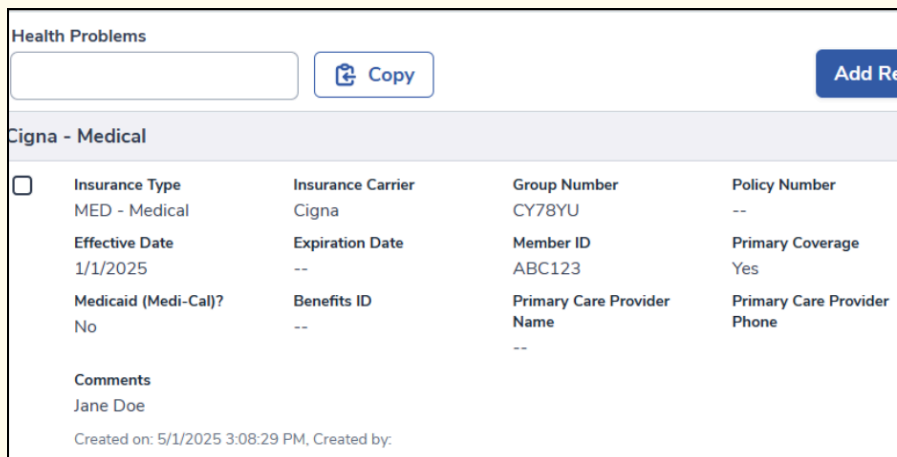 Health Problems
Copy
Add Re
Cigna - Medical
Insurance Type Insurance Carrier Group Number Policy Number
MED - Medical Cigna CY78YU --
Effective Date Expiration Date Member ID Primary Coverage
1/1/2025 -- ABC123 Yes
Medicaid (Medi-Cal)? Benefits ID Primary Care Provider Name Primary Care Provider Phone
No -- --
Comments
Jane Doe
Created on: 5/1/2025 3:08:29 PM, Created by: